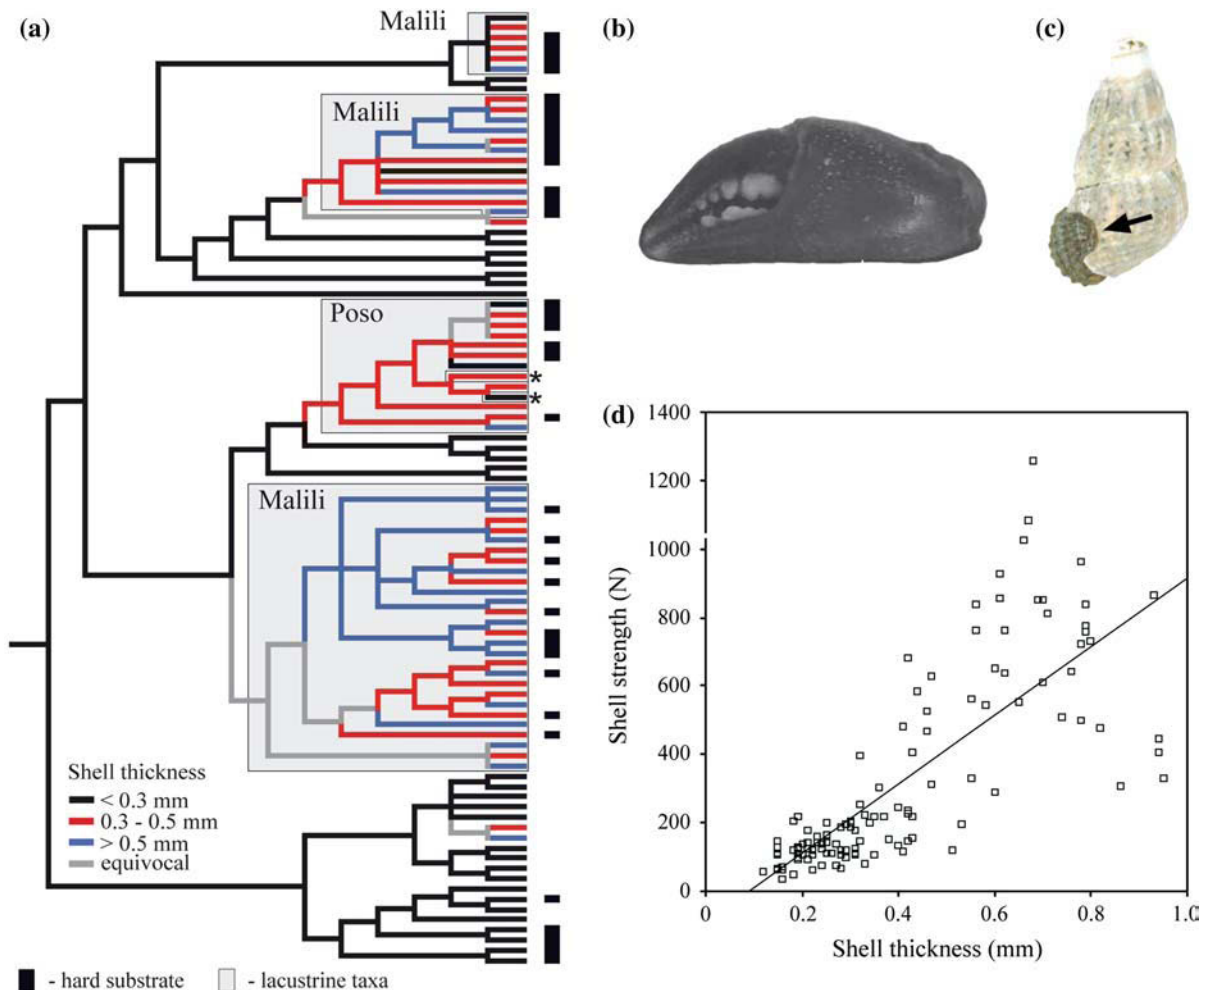 (a)
Malili
Malili
Poso
*
*
Malili
Shell thickness
< 0.3 mm
0.3 - 0.5 mm
> 0.5 mm
equivocal
- hard substrate
- lacustrine taxa
(b)
(c)
(d)
1400
1200
1000
800
600
400
200
0
Shell strength (N)
0
0.2
0.4
0.6
0.8
1.0
Shell thickness (mm)